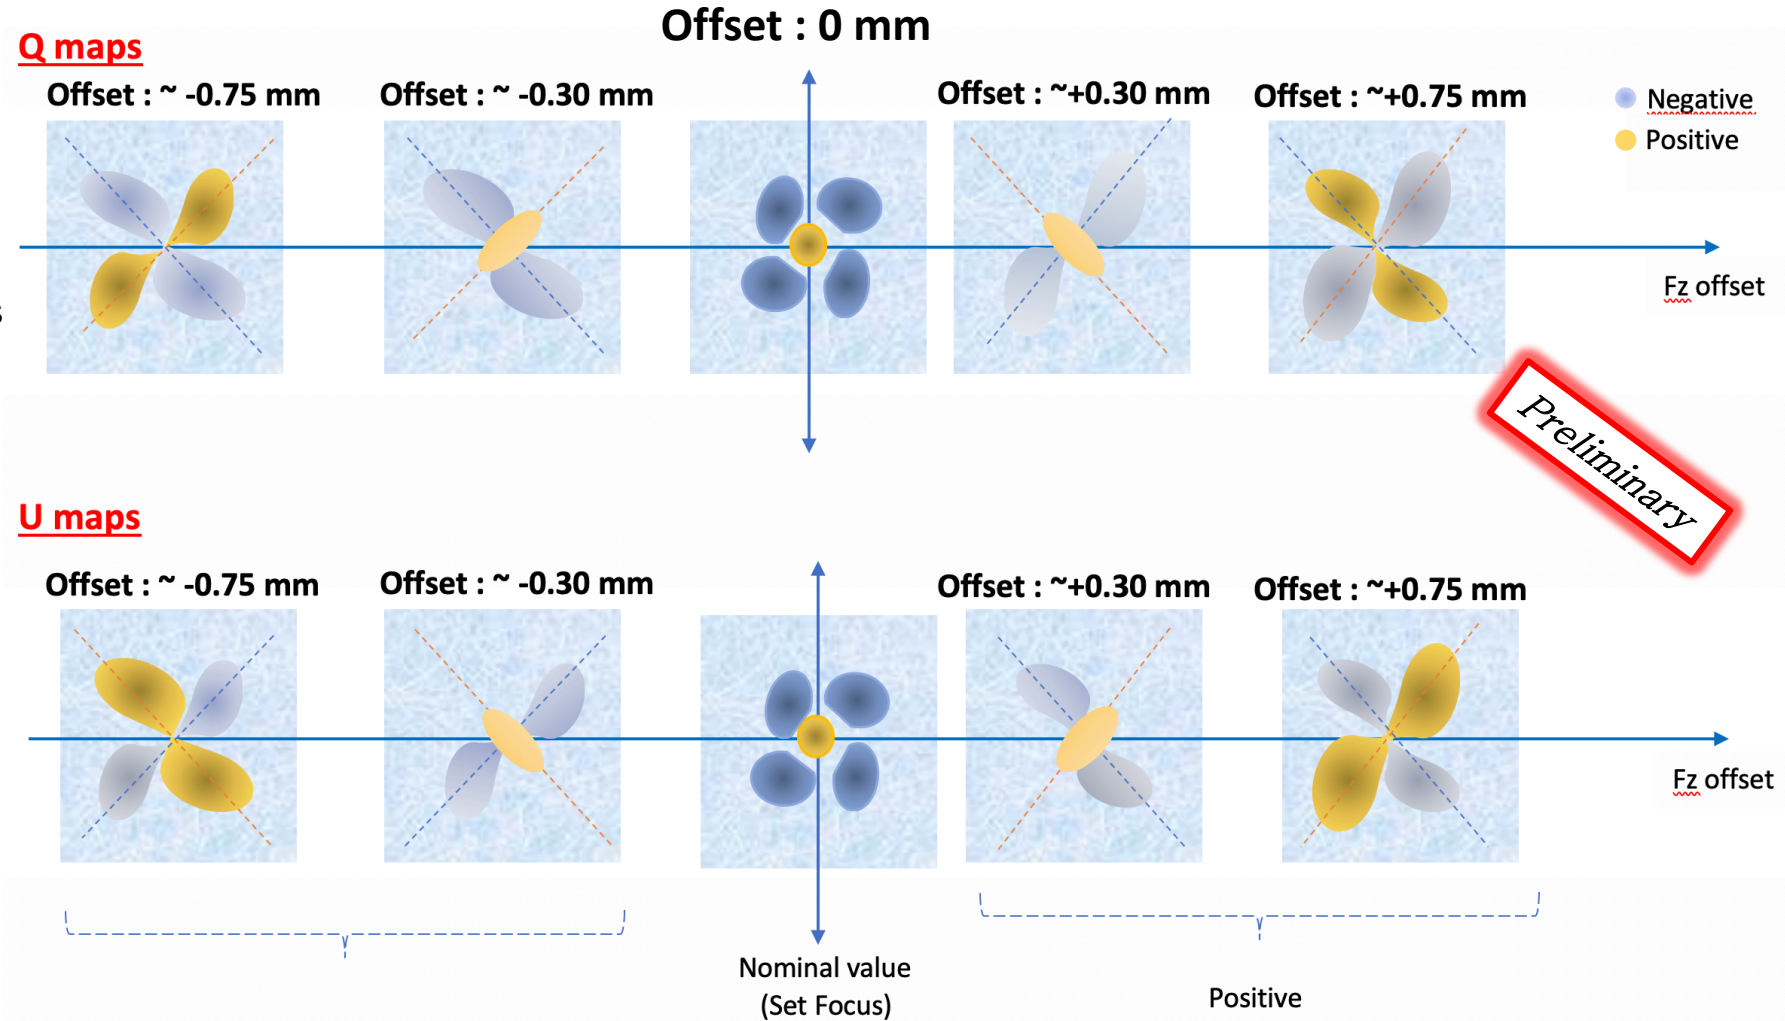 Offset : 0 mm
Q maps
Offset : ~ -0.75 mm
Offset : ~ -0.30 mm
Offset : ~+0.30 mm
Offset : ~+0.75 mm
Negative
Positive
Fz offset
s
Preliminary
U maps
Offset : ~ -0.75 mm
Offset : ~ -0.30 mm
Offset : ~+0.30 mm
Offset : ~+0.75 mm
Fz offset
Nominal value
(Set Focus)
Positive